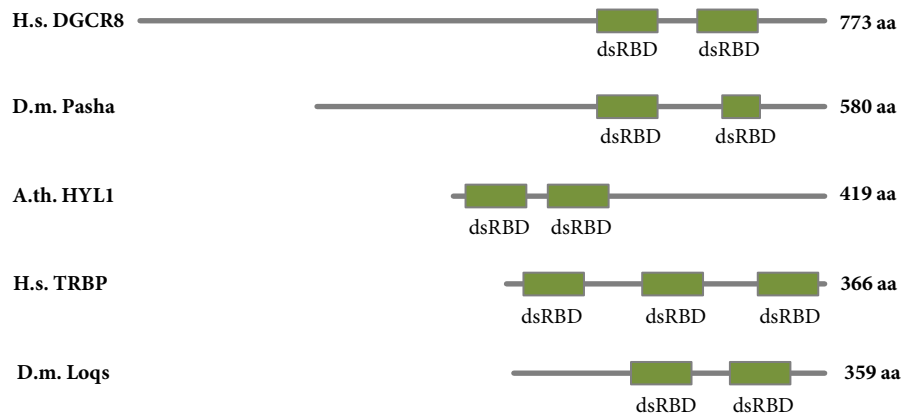 H.s. DGCR8 773 aa
dsRBD dsRBD
D.m. Pasha 580 aa
dsRBD dsRBD
A.th. HYL1 419 aa
dsRBD dsRBD
H.s. TRBP 366 aa
dsRBD dsRBD dsRBD
D.m. Loqs 359 aa
dsRBD dsRBD